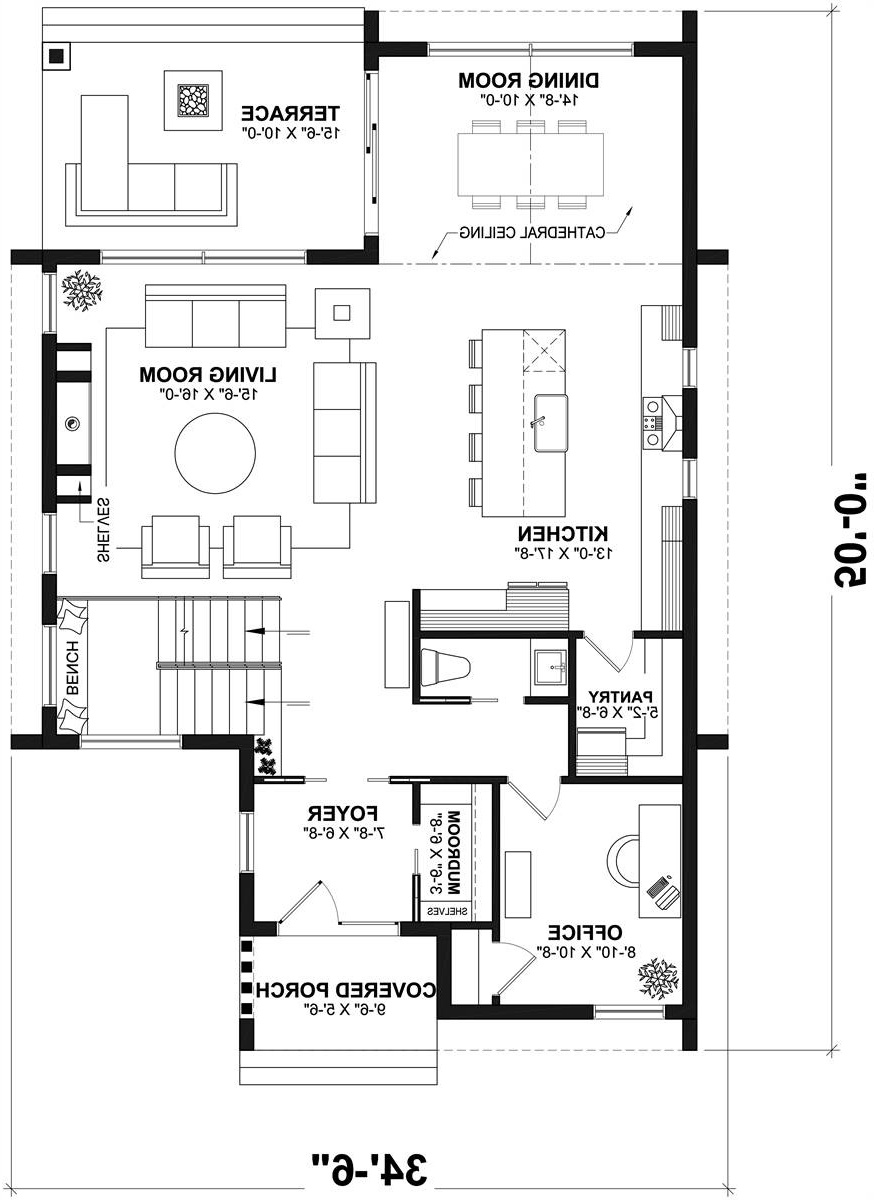 DINING ROOM
14'-8" X 10'-0"
TERRACE
15'-6" X 10'-0"
CATHEDRAL CEILING
LIVING ROOM
15'-6" X 16'-0"
SHELVES
KITCHEN
13'-0" X 17'-8"
50'-0"
BENCH
PANTRY
5'-2" X 6'-8"
FOYER
7'-8" X 6'-8"
MUDROOM
3'-6" X 6'-8"
SHELVES
OFFICE
8'-10" X 10'-8"
COVERED PORCH
9'-6" X 5'-6"
34'-6"